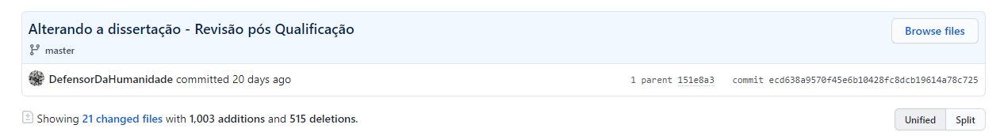 Alterando a dissertação - Revisão pós Qualificação
Browse files
master
DefensorDaHumanidade committed 20 days ago
1 parent 151e8a3 commit ecd638a9570f45e6b10428fc8dcb19614a78c725
Showing 21 changed files with 1,003 additions and 515 deletions.
Unified Split